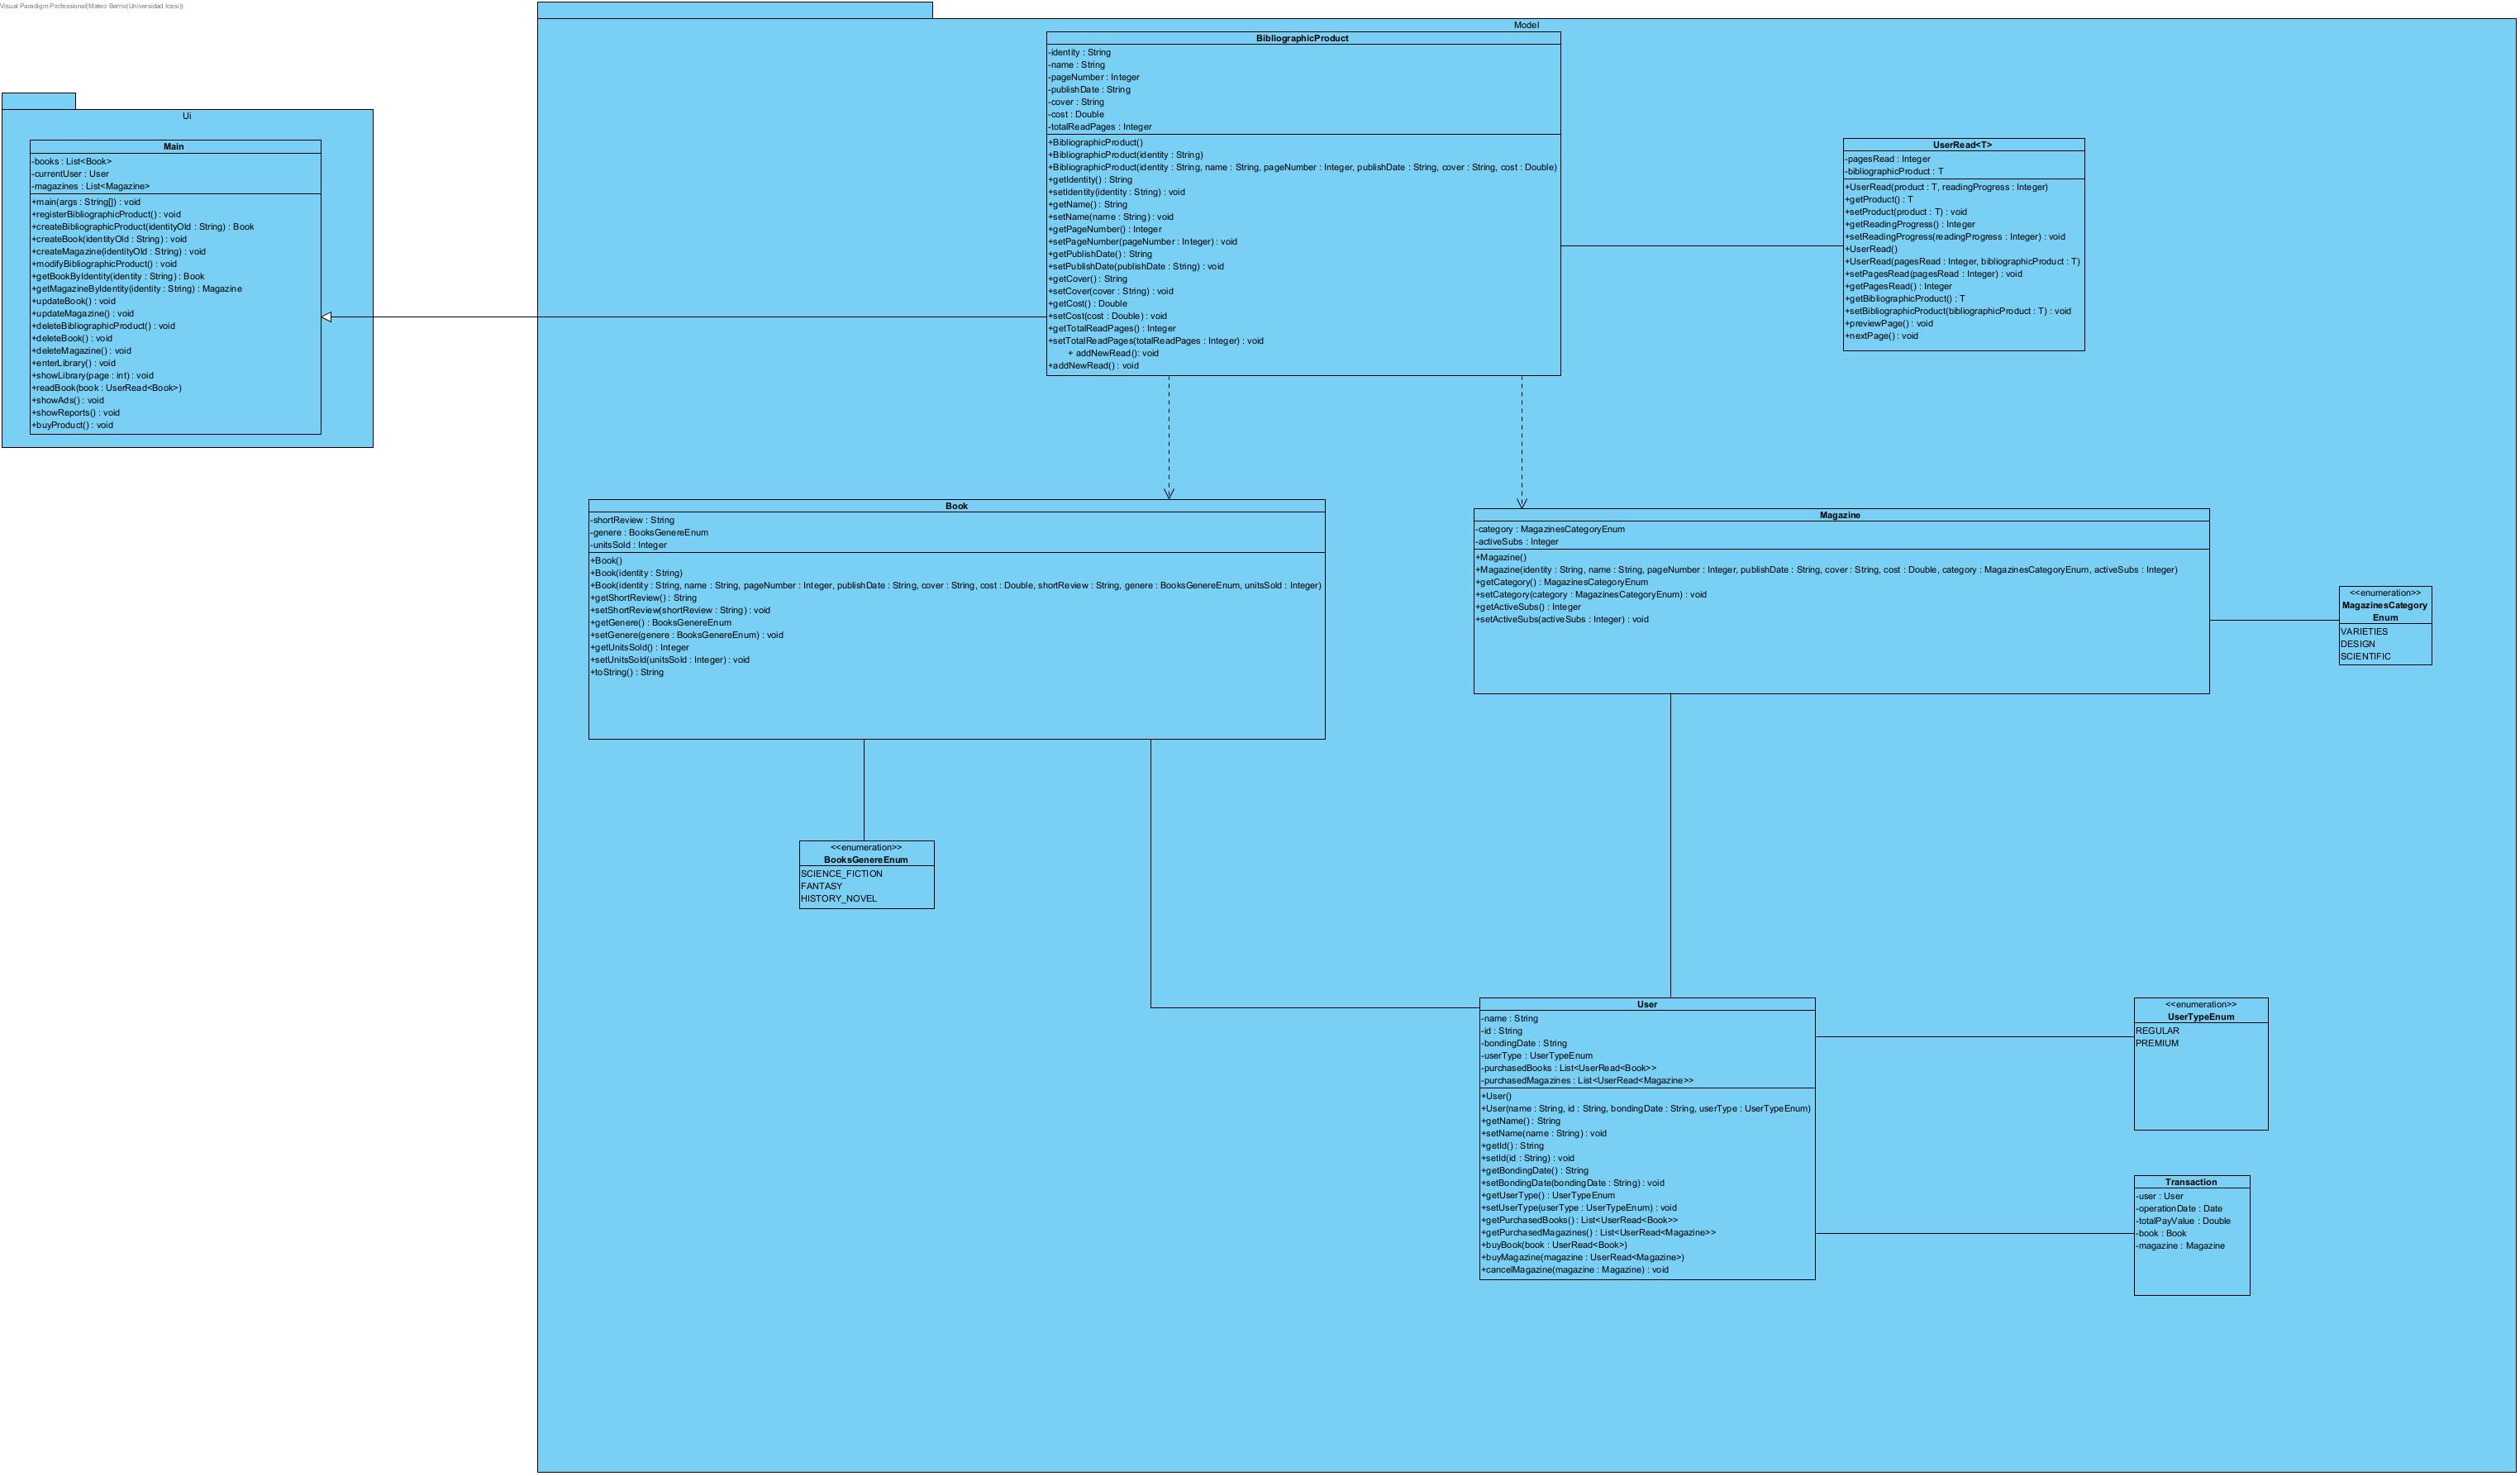 Visual Paradigm Professional(Mateo Berrio(Universidad Icesi))
Ui
Main
-books : List<Book>
-currentUser : User
-magazines : List<Magazine>
+main(args : String[]) : void
+registerBibliographicProduct() : void
+createBibliographicProduct(identityOld : String) : Book
+createBook(identityOld : String) : void
+createMagazine(identityOld : String) : void
+modifyBibliographicProduct() : void
+getBookByIdentity(identity : String) : Book
+getMagazineByIdentity(identity : String) : Magazine
+updateBook() : void
+updateMagazine() : void
+deleteBibliographicProduct() : void
+deleteBook() : void
+deleteMagazine() : void
+enterLibrary() : void
+showLibrary(page : int) : void
+readBook(book : UserRead<Book>)
+showAds() : void
+showReports() : void
+buyProduct() : void
Model
BibliographicProduct
-identity : String
-name : String
-pageNumber : Integer
-publishDate : String
-cover : String
-cost : Double
-totalReadPages : Integer
+BibliographicProduct()
+BibliographicProduct(identity : String)
+BibliographicProduct(identity : String, name : String, pageNumber : Integer, publishDate : String, cover : String, cost : Double)
+getIdentity() : String
+setIdentity(identity : String) : void
+getName() : String
+setName(name : String) : void
+getPageNumber() : Integer
+setPageNumber(pageNumber : Integer) : void
+getPublishDate() : String
+setPublishDate(publishDate : String) : void
+getCover() : String
+setCover(cover : String) : void
+getCost() : Double
+setCost(cost : Double) : void
+getTotalReadPages() : Integer
+setTotalReadPages(totalReadPages : Integer) : void
+ addNewRead(): void
+addNewRead() : void
UserRead<T>
-pagesRead : Integer
-bibliographicProduct : T
+UserRead(product : T, readingProgress : Integer)
+getProduct() : T
+setProduct(product : T) : void
+getReadingProgress() : Integer
+setReadingProgress(readingProgress : Integer) : void
+UserRead()
+UserRead(pagesRead : Integer, bibliographicProduct : T)
+setPagesRead(pagesRead : Integer) : void
+getPagesRead() : Integer
+getBibliographicProduct() : T
+setBibliographicProduct(bibliographicProduct : T) : void
+previewPage() : void
+nextPage() : void
Book
-shortReview : String
-genere : BooksGenereEnum
-unitsSold : Integer
+Book()
+Book(identity : String)
+Book(identity : String, name : String, pageNumber : Integer, publishDate : String, cover : String, cost : Double, shortReview : String, genere : BooksGenereEnum, unitsSold : Integer)
+getShortReview() : String
+setShortReview(shortReview : String) : void
+getGenere() : BooksGenereEnum
+setGenere(genere : BooksGenereEnum) : void
+getUnitsSold() : Integer
+setUnitsSold(unitsSold : Integer) : void
+toString() : String
Magazine
-category : MagazinesCategoryEnum
-activeSubs : Integer
+Magazine()
+Magazine(identity : String, name : String, pageNumber : Integer, publishDate : String, cover : String, cost : Double, category : MagazinesCategoryEnum, activeSubs : Integer)
+getCategory() : MagazinesCategoryEnum
+setCategory(category : MagazinesCategoryEnum) : void
+getActiveSubs() : Integer
+setActiveSubs(activeSubs : Integer) : void
<<enumeration>>
MagazinesCategory
Enum
VARIETIES
DESIGN
SCIENTIFIC
<<enumeration>>
BooksGenereEnum
SCIENCE_FICTION
FANTASY
HISTORY_NOVEL
User
-name : String
-id : String
-bondingDate : String
-userType : UserTypeEnum
-purchasedBooks : List<UserRead<Book>>
-purchasedMagazines : List<UserRead<Magazine>>
+User()
+User(name : String, id : String, bondingDate : String, userType : UserTypeEnum)
+getName() : String
+setName(name : String) : void
+getId() : String
+setId(id : String) : void
+getBondingDate() : String
+setBondingDate(bondingDate : String) : void
+getUserType() : UserTypeEnum
+setUserType(userType : UserTypeEnum) : void
+getPurchasedBooks() : List<UserRead<Book>>
+getPurchasedMagazines() : List<UserRead<Magazine>>
+buyBook(book : UserRead<Book>)
+buyMagazine(magazine : UserRead<Magazine>)
+cancelMagazine(magazine : Magazine) : void
<<enumeration>>
UserTypeEnum
REGULAR
PREMIUM
Transaction
-user : User
-operationDate : Date
-totalPayValue : Double
-book : Book
-magazine : Magazine